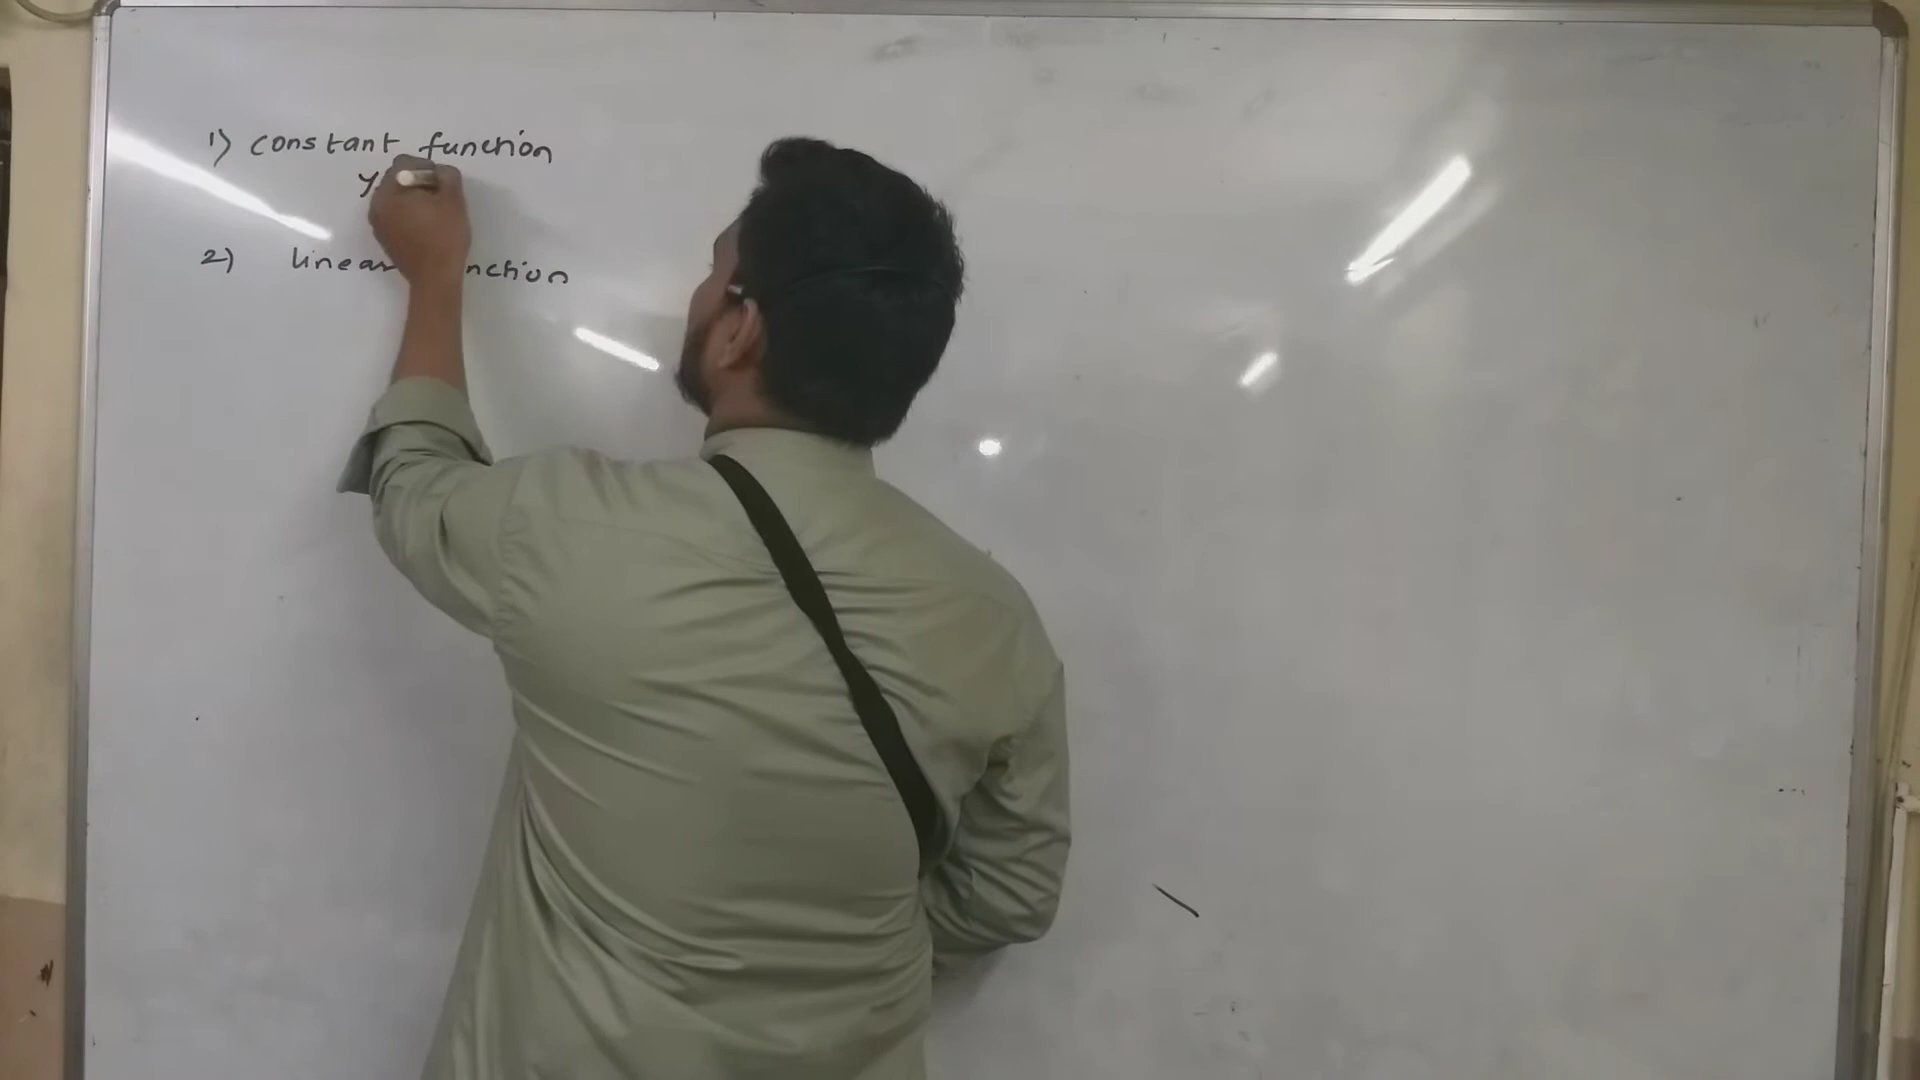 1) constant function
y
2) linear